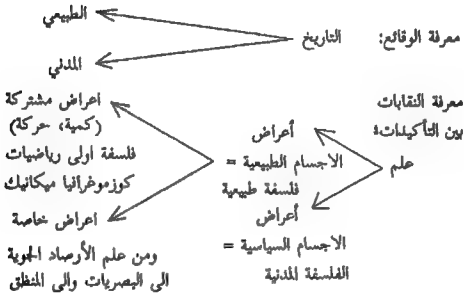 معرفة الوقائع: التاريخ
الطبيعي
المدني
معرفة النقابات
بين التأكيدات:
علم
أعراض
الاجسام الطبيعية =
فلسفة طبيعية
أعراض
الاجسام السياسية =
الفلسفة المدنية
اعراض مشتركة
(كمية، حركة)
فلسفة اولى رياضيات
كوزموغرافيا ميكانيك
اعراض خاصة
ومن علم الأرصاد الجوية
الى البصريات والى المنطق